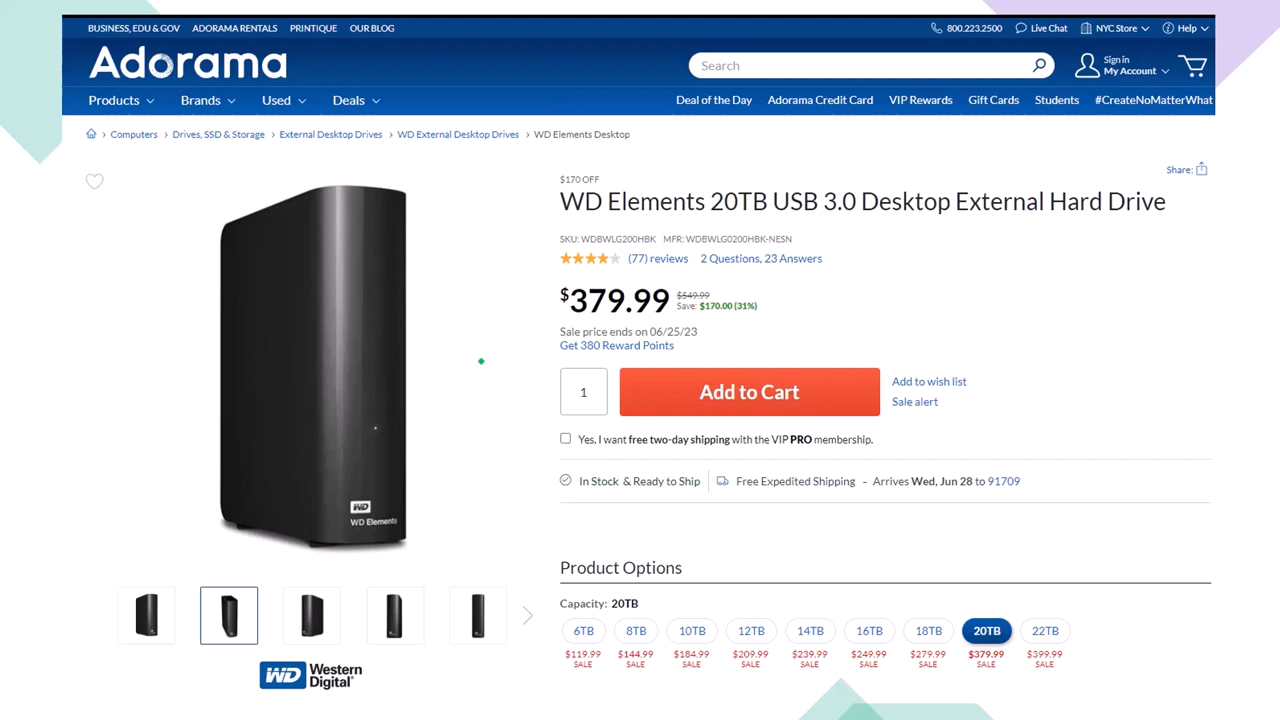 BUSINESS, EDU & GOV ADORAMA RENTALS PRINTIQUE OUR BLOG 800.223.2500 Live Chat NYC Store Help
Adorama Search Sign in
My Account
Products Brands Used Deals Deal of the Day Adorama Credit Card VIP Rewards Gift Cards Students #CreateNoMatterWhat
Computers › Drives, SSD & Storage › External Desktop Drives › WD External Desktop Drives › WD Elements Desktop
Share:
$170 OFF
WD Elements 20TB USB 3.0 Desktop External Hard Drive
SKU: WDBWLG200HBK MFR: WDBWLG0200HBK-NESN
(77) reviews 2 Questions, 23 Answers
$379.99 $549.99
Save: $170.00 (31%)
Sale price ends on 06/25/23
Get 380 Reward Points
1 Add to Cart Add to wish list
Sale alert
Yes, I want free two-day shipping with the VIP PRO membership.
In Stock & Ready to Ship Free Expedited Shipping - Arrives Wed, Jun 28 to 91709
WD
WD Elements
Product Options
Capacity: 20TB
6TB 8TB 10TB 12TB 14TB 16TB 18TB 20TB 22TB
$119.99 $144.99 $184.99 $209.99 $239.99 $249.99 $279.99 $379.99 $399.99
SALE SALE SALE SALE SALE SALE SALE SALE SALE
WD Western
Digital®